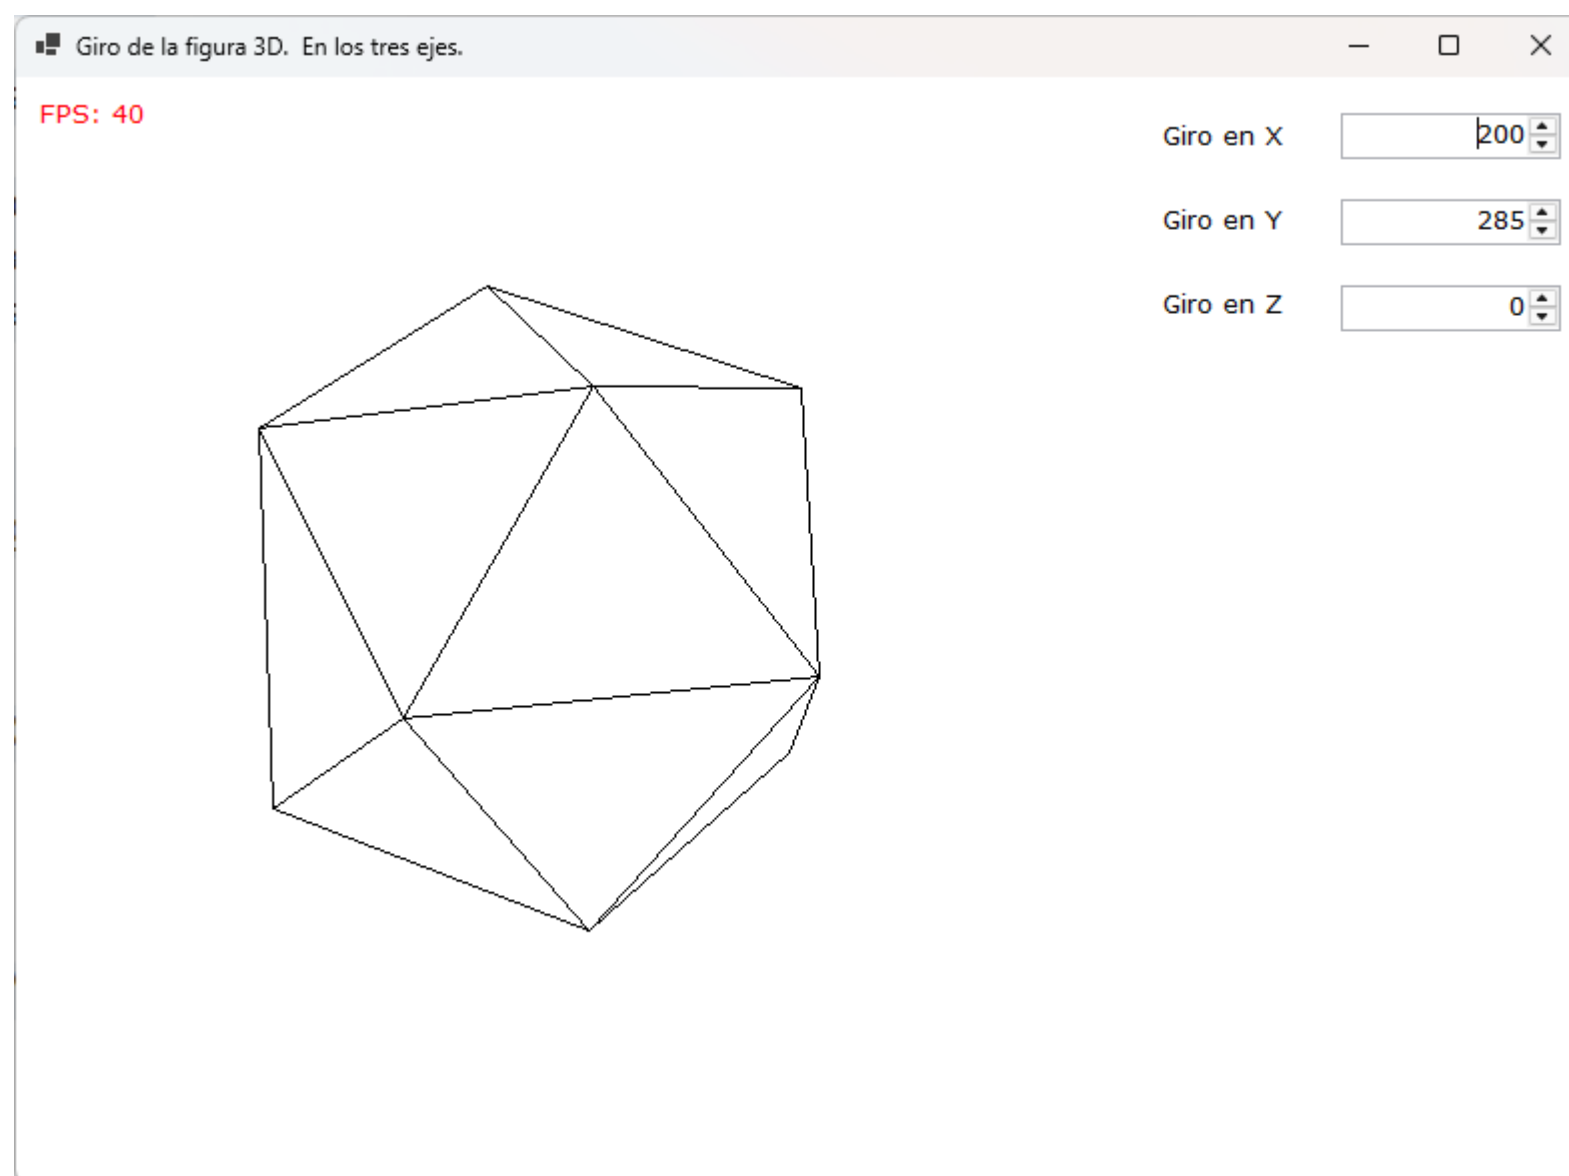 Giro de la figura 3D.  En los tres ejes.
FPS: 40
Giro en X 200
Giro en Y 285
Giro en Z 0